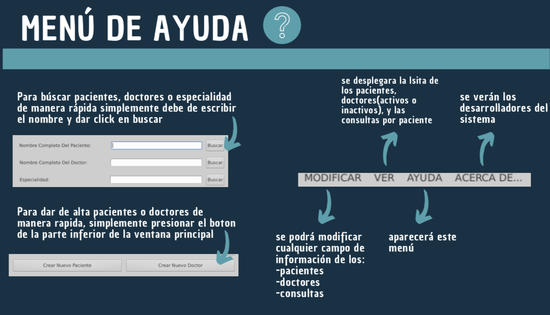 MENÚ DE AYUDA ?
Para búscar pacientes, doctores o especialidad
de manera rápida simplemente debe de escribir
el nombre y dar click en buscar
Nombre Completo Del Paciente: Buscar
Nombre Completo Del Doctor: Buscar
Especialidad: Buscar
Para dar de alta pacientes o doctores de
manera rapida, simplemente presionar el boton
de la parte inferior de la ventana principal
Crear Nuevo Paciente Crear Nuevo Doctor
se desplegara la lsita de
los pacientes,
doctores(activos o
inactivos), y las
consultas por paciente
se verán los
desarrolladores del
sistema
MODIFICAR VER AYUDA ACERCA DE...
se podrá modificar
cualquier campo de
información de los:
-pacientes
-doctores
-consultas
aparecerá este
menú